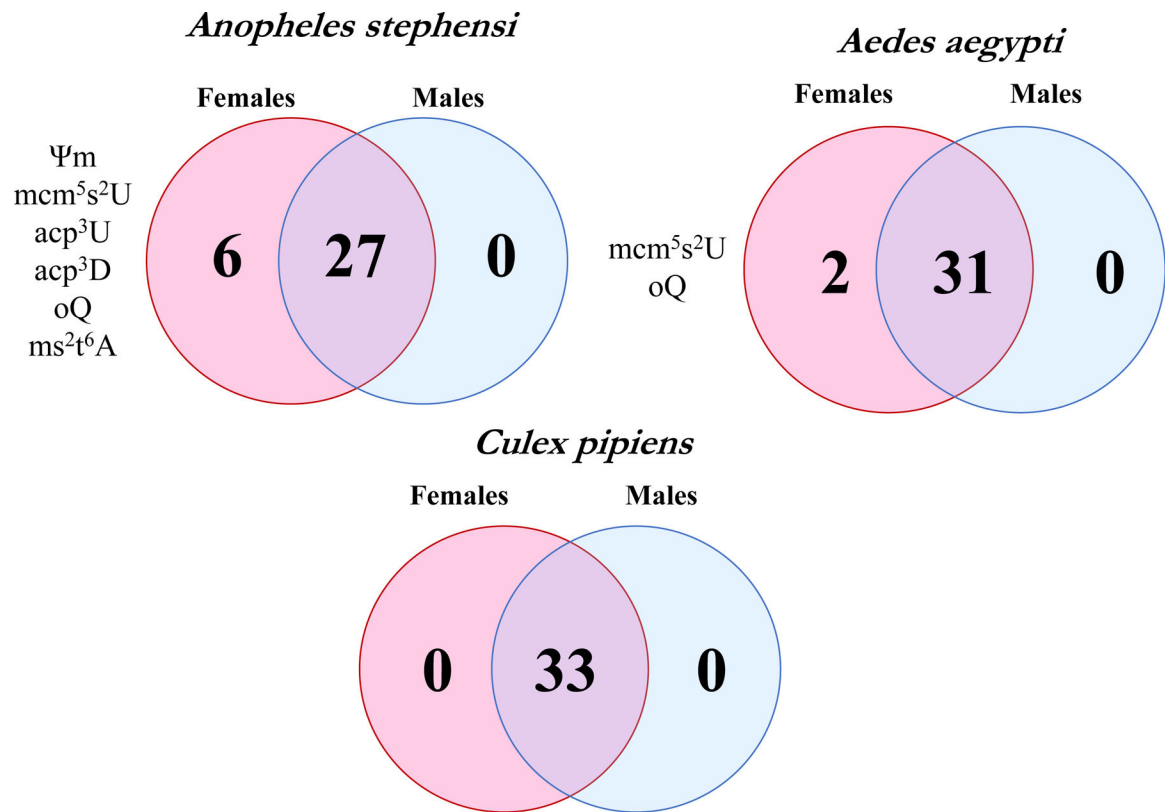 Anopheles stephensi
Females Males
Ψm
mcm⁵s²U
acp³U
acp³D
oQ
ms²t⁶A
6 27 0
Aedes aegypti
Females Males
mcm⁵s²U
oQ
2 31 0
Culex pipiens
Females Males
0 33 0